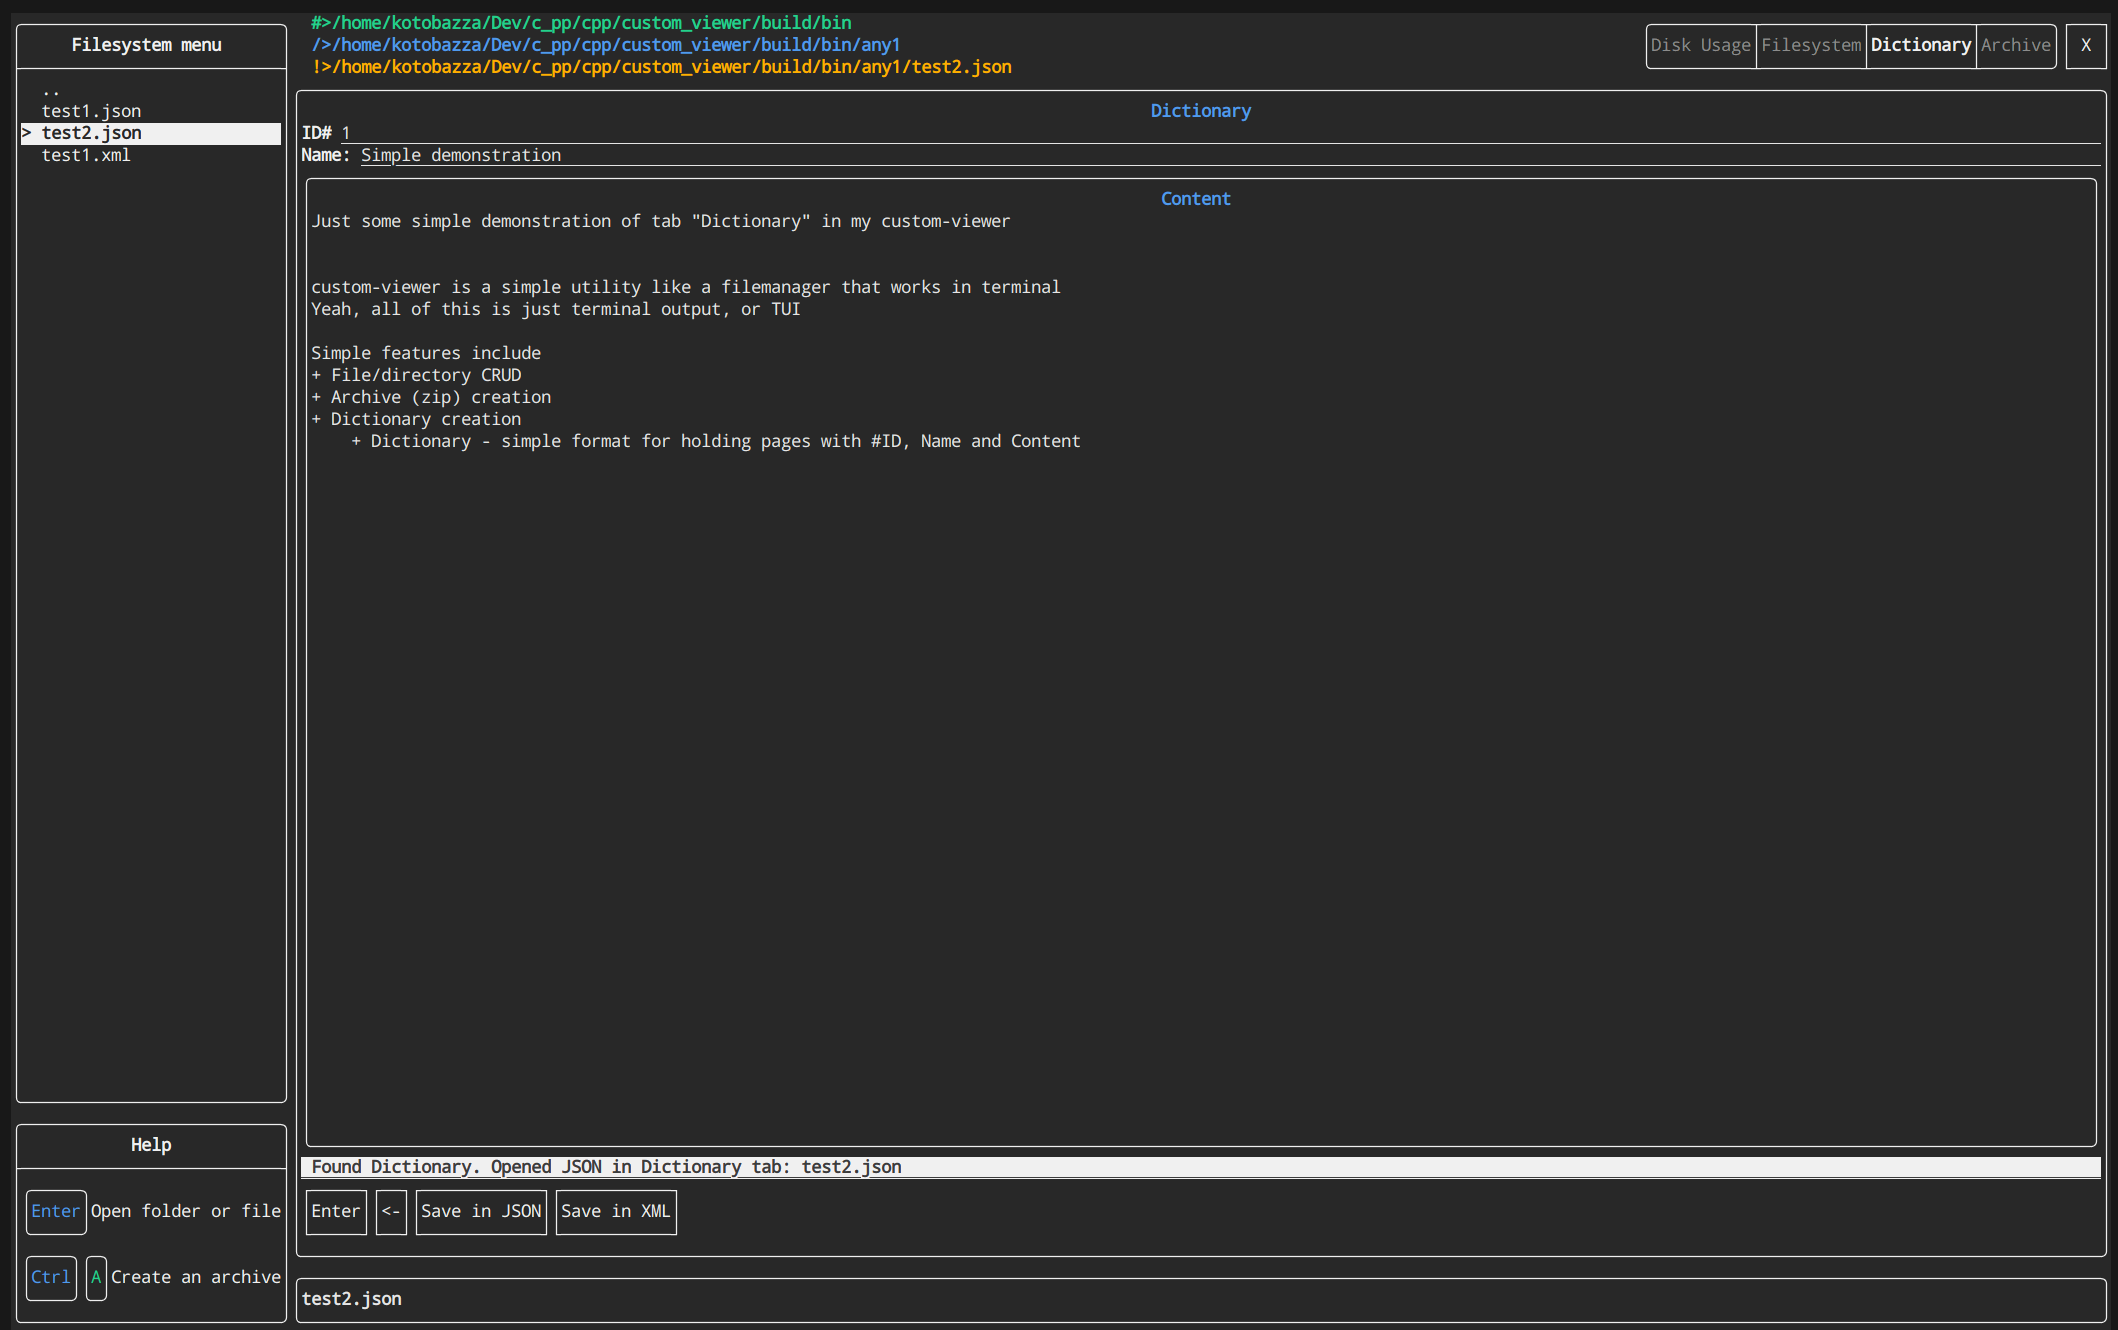 Filesystem menu
..
test1.json
> test2.json
test1.xml
Help
Enter Open folder or file
Ctrl A Create an archive
#>/home/kotobazza/Dev/c_pp/cpp/custom_viewer/build/bin
/>/home/kotobazza/Dev/c_pp/cpp/custom_viewer/build/bin/any1
!>/home/kotobazza/Dev/c_pp/cpp/custom_viewer/build/bin/any1/test2.json
Disk Usage Filesystem Dictionary Archive X
Dictionary
ID# 1
Name: Simple demonstration
Content
Just some simple demonstration of tab "Dictionary" in my custom-viewer
custom-viewer is a simple utility like a filemanager that works in terminal
Yeah, all of this is just terminal output, or TUI
Simple features include
+ File/directory CRUD
+ Archive (zip) creation
+ Dictionary creation
+ Dictionary - simple format for holding pages with #ID, Name and Content
Found Dictionary. Opened JSON in Dictionary tab: test2.json
Enter <- Save in JSON Save in XML
test2.json